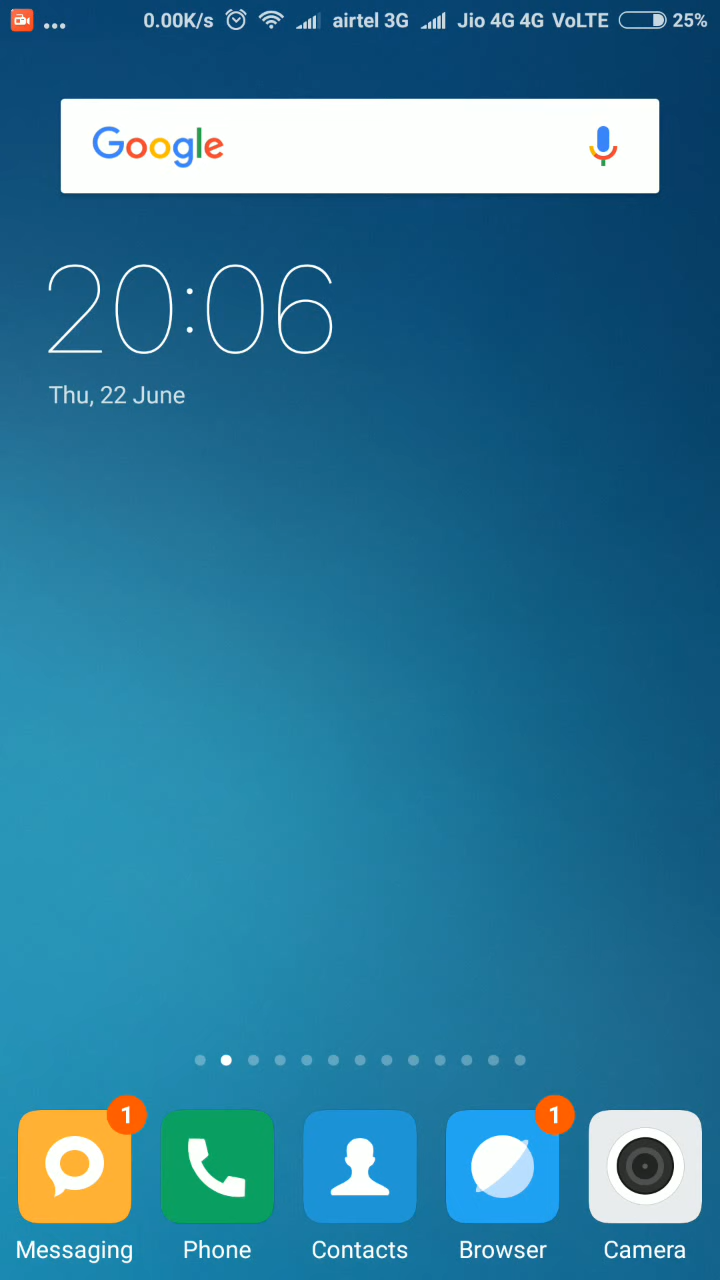 0.00K/s airtel 3G Jio 4G 4G VoLTE 25%
Google
20:06
Thu, 22 June
1 1
Messaging Phone Contacts Browser Camera